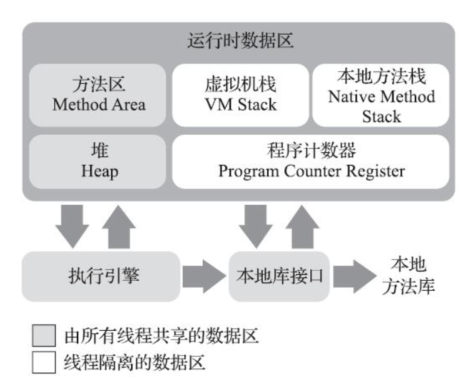 运行时数据区
方法区
Method Area
虚拟机栈
VM Stack
本地方法栈
Native Method
Stack
堆
Heap
程序计数器
Program Counter Register
执行引擎
本地库接口
本地
方法库
由所有线程共享的数据区
线程隔离的数据区